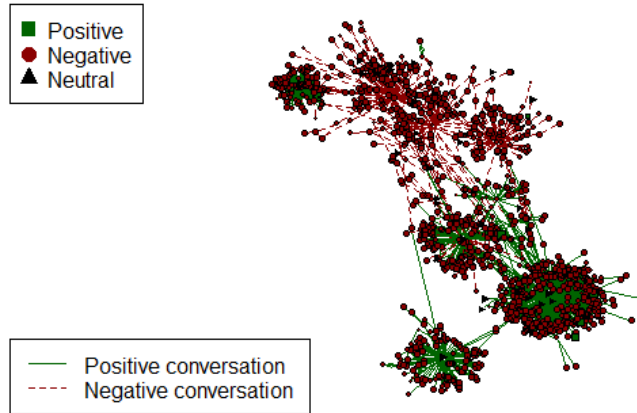 Positive
Negative
Neutral
Positive conversation
Negative conversation